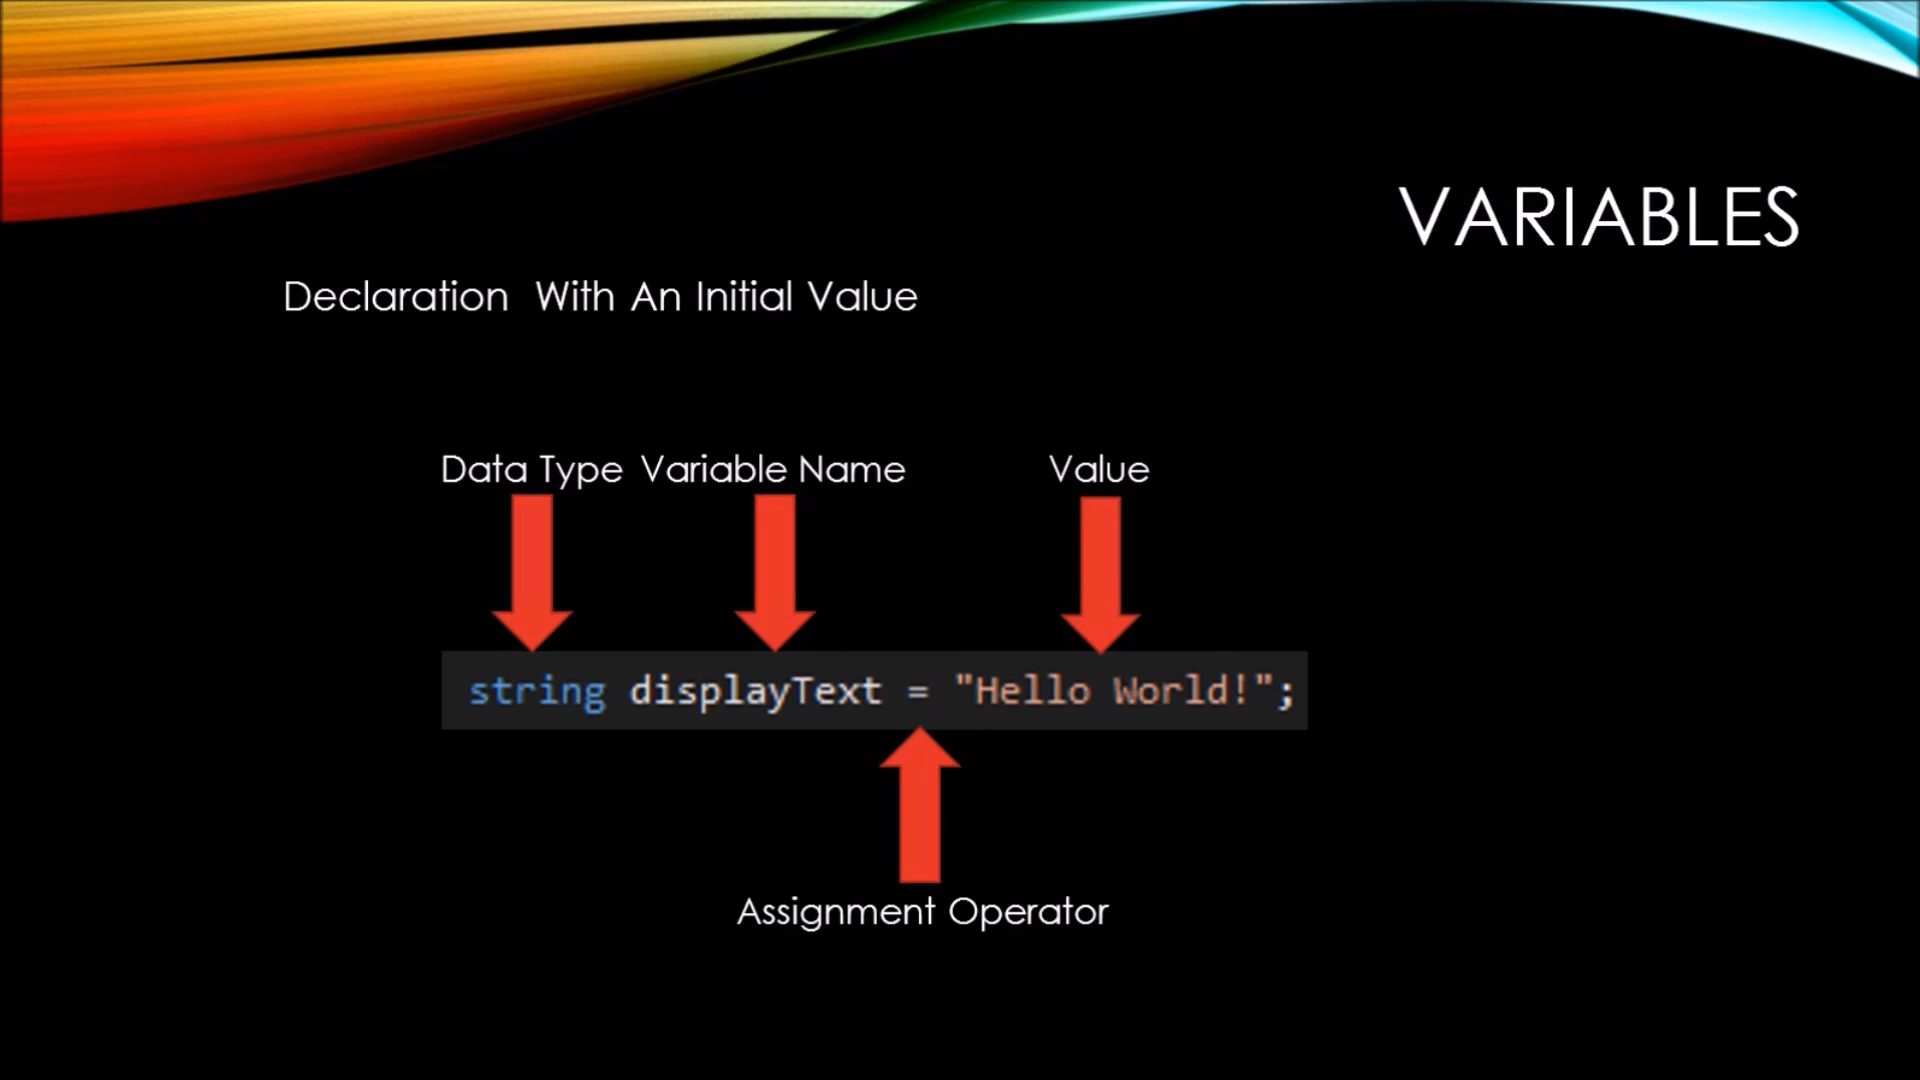 VARIABLES
Declaration  With An Initial Value
Data Type Variable Name Value
string displayText = "Hello World!";
Assignment Operator